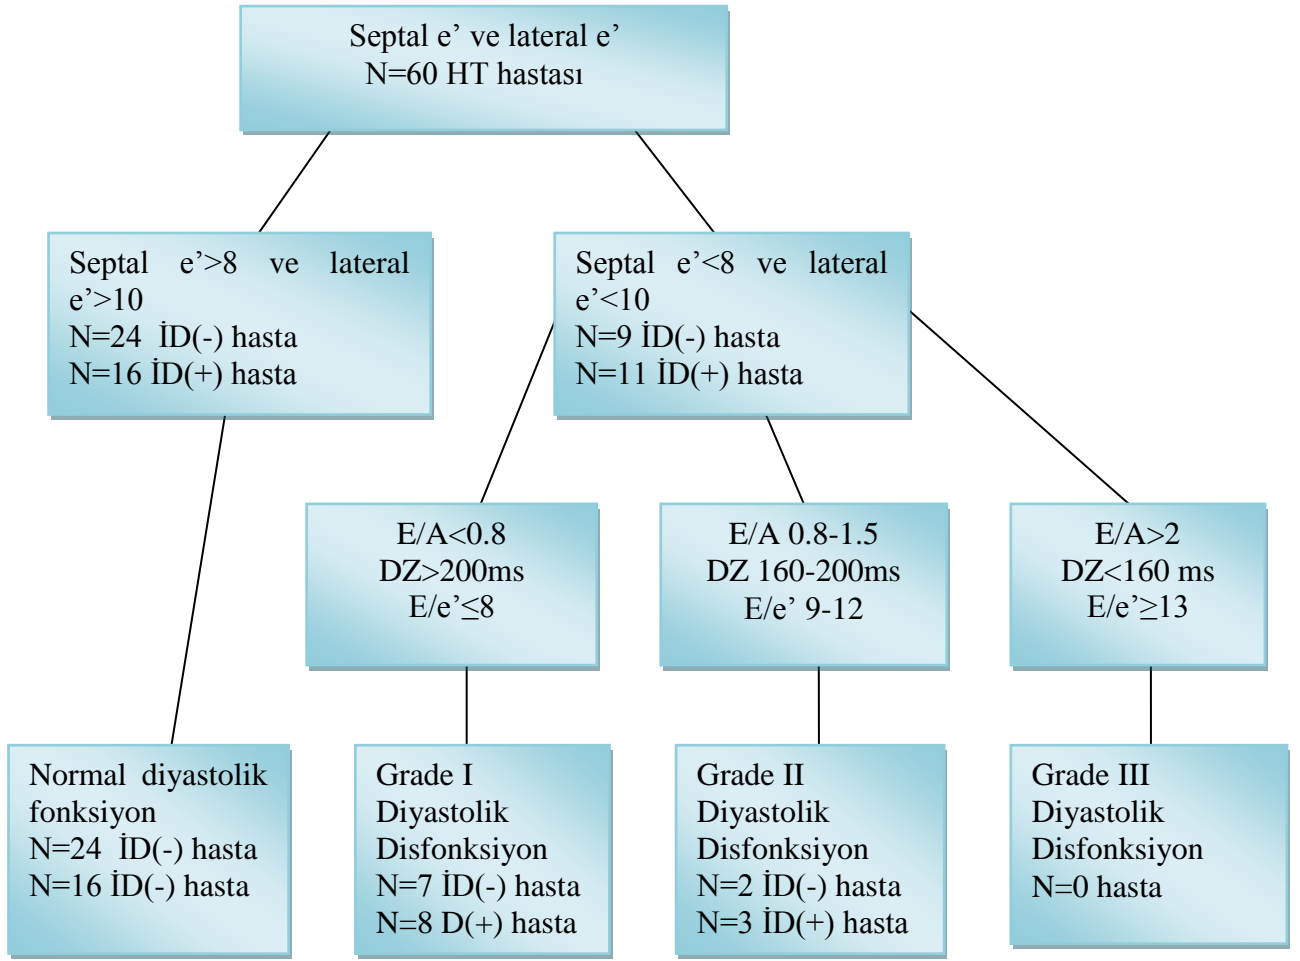 Septal e’ ve lateral e’
N=60 HT hastası
Septal e’>8 ve lateral
e’>10
N=24 İD(-) hasta
N=16 İD(+) hasta
Septal e’<8 ve lateral
e’<10
N=9 İD(-) hasta
N=11 İD(+) hasta
E/A<0.8
DZ>200ms
E/e’≤8
E/A 0.8-1.5
DZ 160-200ms
E/e’ 9-12
E/A>2
DZ<160 ms
E/e’≥13
Normal diyastolik
fonksiyon
N=24 İD(-) hasta
N=16 İD(-) hasta
Grade I
Diyastolik
Disfonksiyon
N=7 İD(-) hasta
N=8 D(+) hasta
Grade II
Diyastolik
Disfonksiyon
N=2 İD(-) hasta
N=3 İD(+) hasta
Grade III
Diyastolik
Disfonksiyon
N=0 hasta